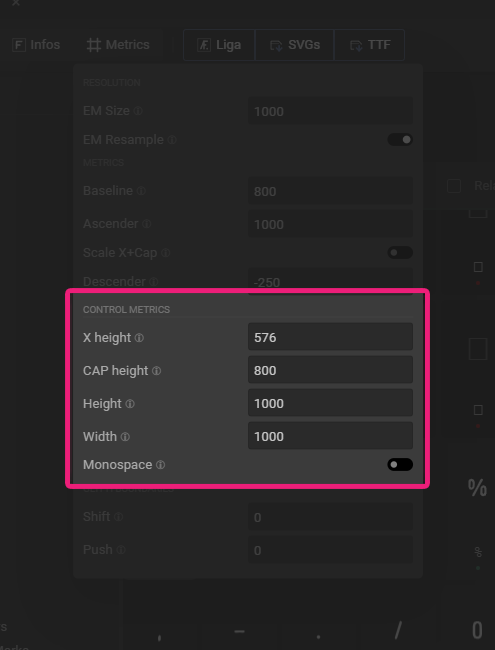 Infos Metrics Liga SVGs TTF
RESOLUTION
EM Size 1000
EM Resample
METRICS
Baseline 800
Ascender 1000
Scale X+Cap
Descender -250
CONTROL METRICS
X height 576
CAP height 800
Height 1000
Width 1000
Monospace
Shift 0
Push 0
%
%
, - . / 0